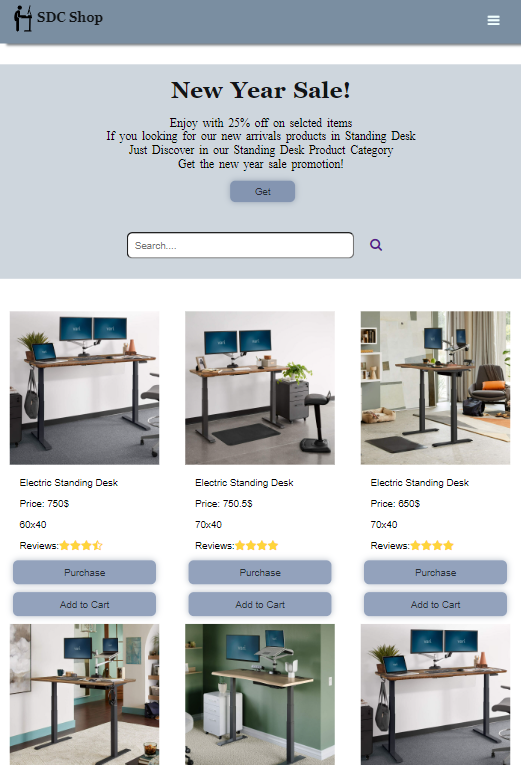 SDC Shop
New Year Sale!
Enjoy with 25% off on selcted items
If you looking for our new arrivals products in Standing Desk
Just Discover in our Standing Desk Product Category
Get the new year sale promotion!
Get
Search....
Electric Standing Desk
Price: 750$
60x40
Reviews:
Purchase
Add to Cart
Electric Standing Desk
Price: 750.5$
70x40
Reviews:
Purchase
Add to Cart
Electric Standing Desk
Price: 650$
70x40
Reviews:
Purchase
Add to Cart